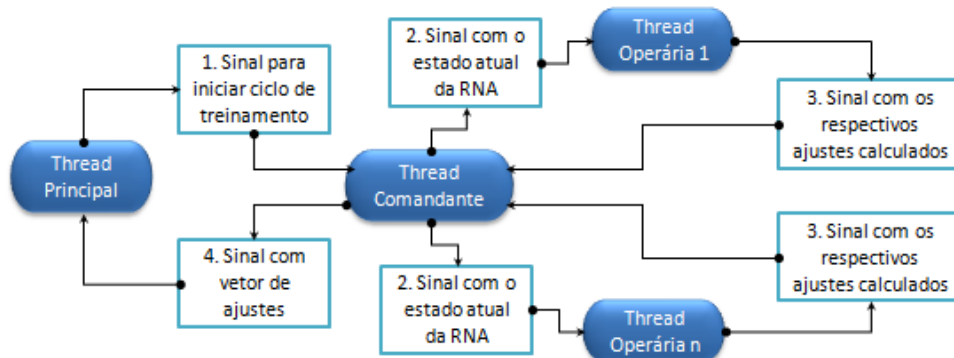 Thread
Principal
1. Sinal para
iniciar ciclo de
treinamento
2. Sinal com o
estado atual
da RNA
Thread
Operária 1
3. Sinal com os
respectivos
ajustes calculados
Thread
Comandante
4. Sinal com
vetor de
ajustes
2. Sinal com o
estado atual
da RNA
Thread
Operária n
3. Sinal com os
respectivos
ajustes calculados